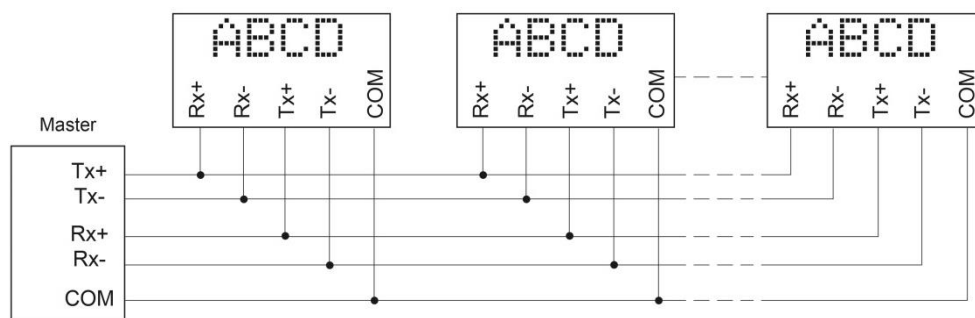 ABCD ABCD ABCD
Rx+ Rx- Tx+ Tx- COM Rx+ Rx- Tx+ Tx- COM Rx+ Rx- Tx+ Tx- COM
Master
Tx+
Tx-
Rx+
Rx-
COM